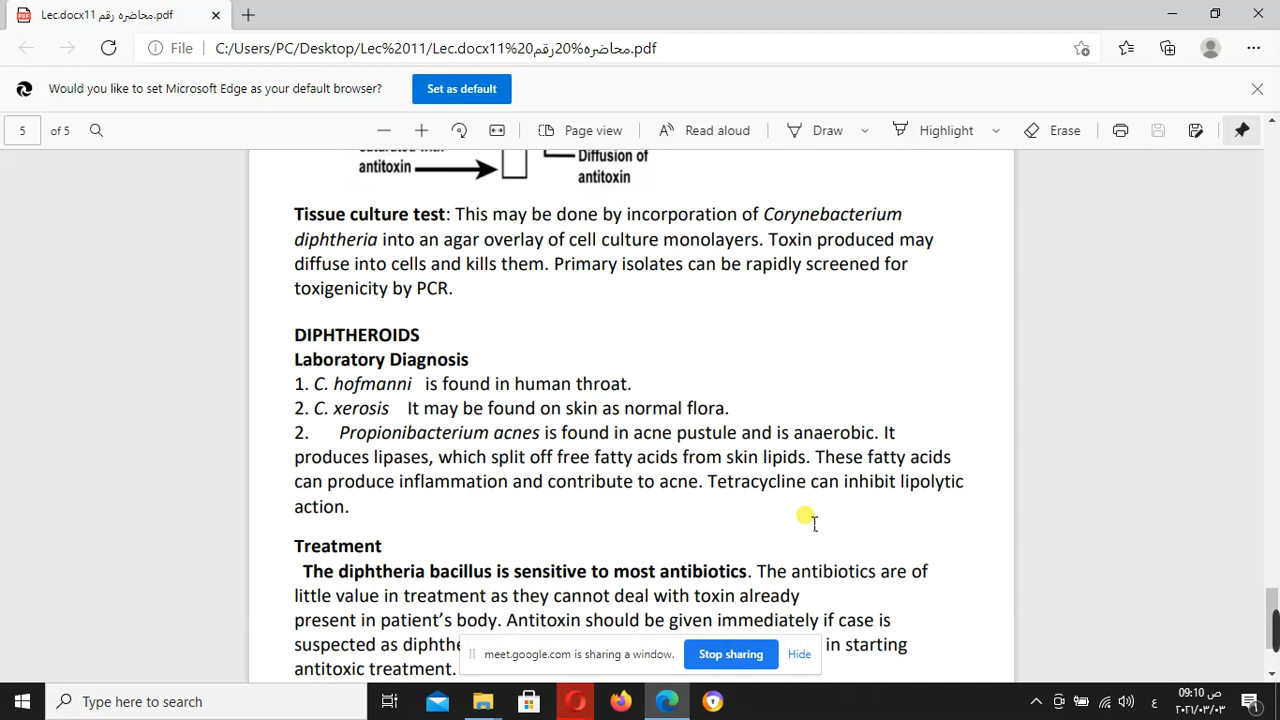 Lec.docx11 محاضره رقم.pdf
File C:/Users/PC/Desktop/Lec%2011/Lec.docx11%20محاضره%20رقم.pdf
Would you like to set Microsoft Edge as your default browser? Set as default
5 of 5 Page view Read aloud Draw Highlight Erase
antitoxin
Diffusion of
antitoxin
Tissue culture test: This may be done by incorporation of Corynebacterium
diphtheria into an agar overlay of cell culture monolayers. Toxin produced may
diffuse into cells and kills them. Primary isolates can be rapidly screened for
toxigenicity by PCR.
DIPHTHEROIDS
Laboratory Diagnosis
1. C. hofmanni is found in human throat.
2. C. xerosis It may be found on skin as normal flora.
2. Propionibacterium acnes is found in acne pustule and is anaerobic. It
produces lipases, which split off free fatty acids from skin lipids. These fatty acids
can produce inflammation and contribute to acne. Tetracycline can inhibit lipolytic
action.
Treatment
The diphtheria bacillus is sensitive to most antibiotics. The antibiotics are of
little value in treatment as they cannot deal with toxin already
present in patient's body. Antitoxin should be given immediately if case is
suspected as diphthe in starting
antitoxic treatment.
meet.google.com is sharing a window. Stop sharing Hide
Type here to search
ع
09:10 ص
٢٠٢١/٠٣/٠٣